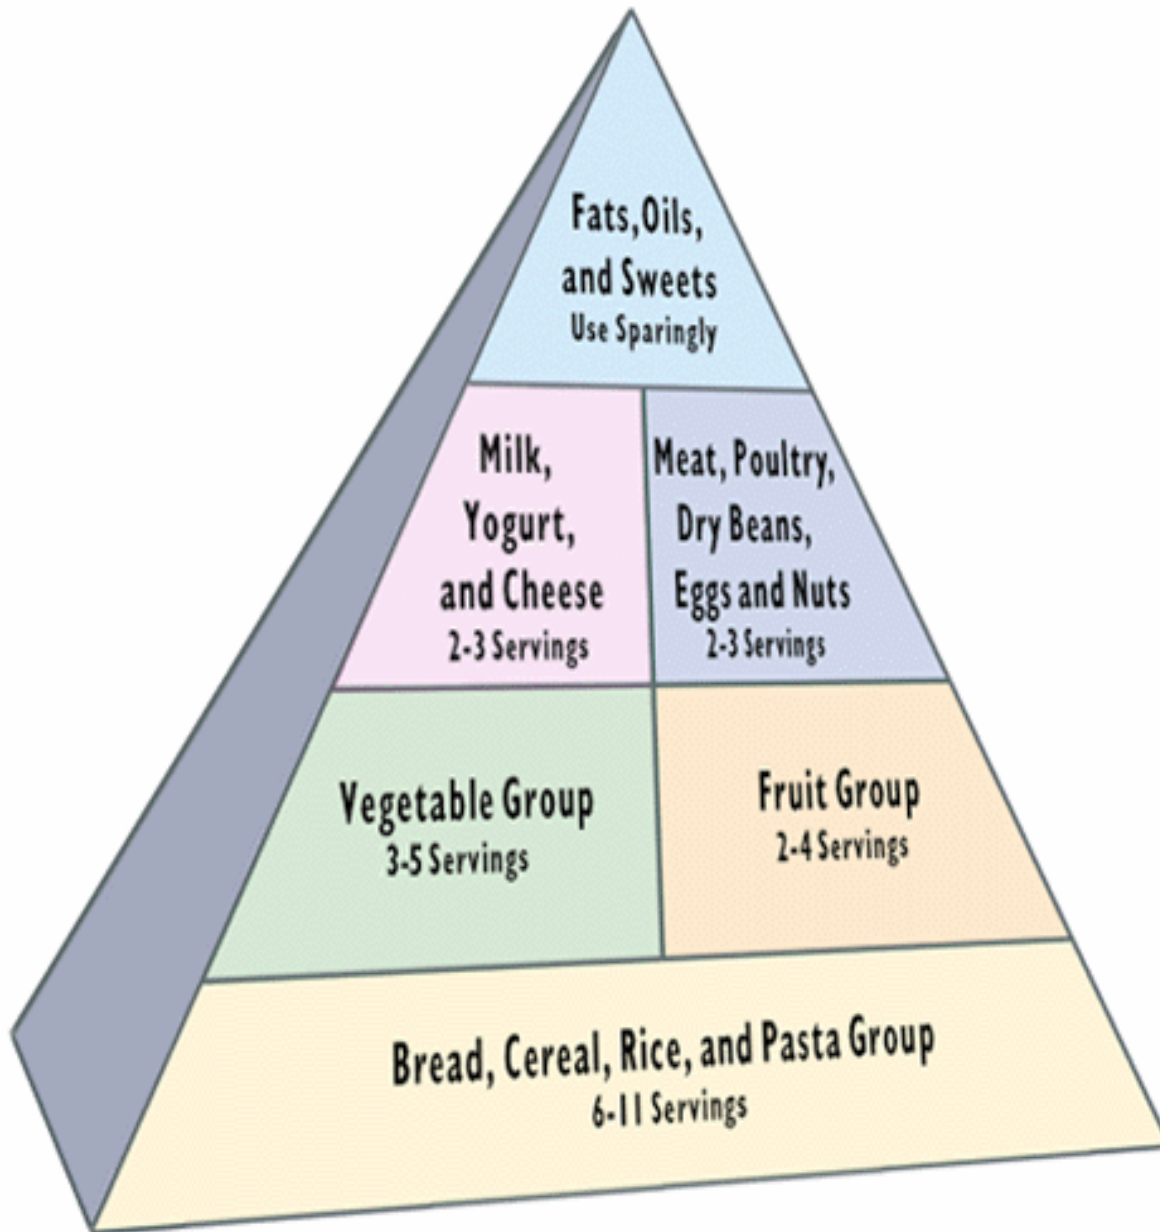 Fats,Oils,
and Sweets
Use Sparingly
Milk,
Yogurt,
and Cheese
2-3 Servings
Meat, Poultry,
Dry Beans,
Eggs and Nuts
2-3 Servings
Vegetable Group
3-5 Servings
Fruit Group
2-4 Servings
Bread, Cereal, Rice, and Pasta Group
6-11 Servings